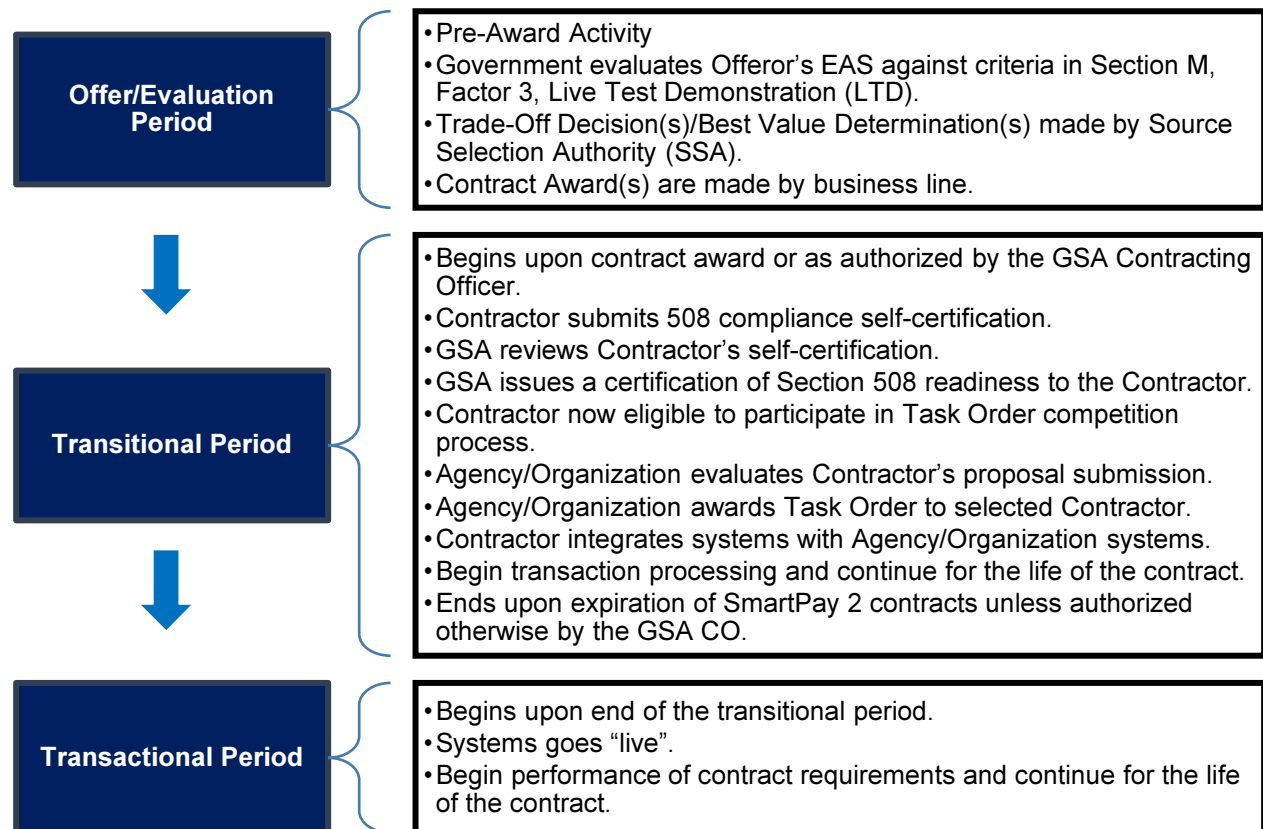 Offer/Evaluation
Period
•Pre-Award Activity
•Government evaluates Offeror’s EAS against criteria in Section M,
Factor 3, Live Test Demonstration (LTD).
•Trade-Off Decision(s)/Best Value Determination(s) made by Source
Selection Authority (SSA).
•Contract Award(s) are made by business line.
Transitional Period
•Begins upon contract award or as authorized by the GSA Contracting
Officer.
•Contractor submits 508 compliance self-certification.
•GSA reviews Contractor’s self-certification.
•GSA issues a certification of Section 508 readiness to the Contractor.
•Contractor now eligible to participate in Task Order competition
process.
•Agency/Organization evaluates Contractor’s proposal submission.
•Agency/Organization awards Task Order to selected Contractor.
•Contractor integrates systems with Agency/Organization systems.
•Begin transaction processing and continue for the life of the contract.
•Ends upon expiration of SmartPay 2 contracts unless authorized
otherwise by the GSA CO.
Transactional Period
•Begins upon end of the transitional period.
•Systems goes “live”.
•Begin performance of contract requirements and continue for the life
of the contract.